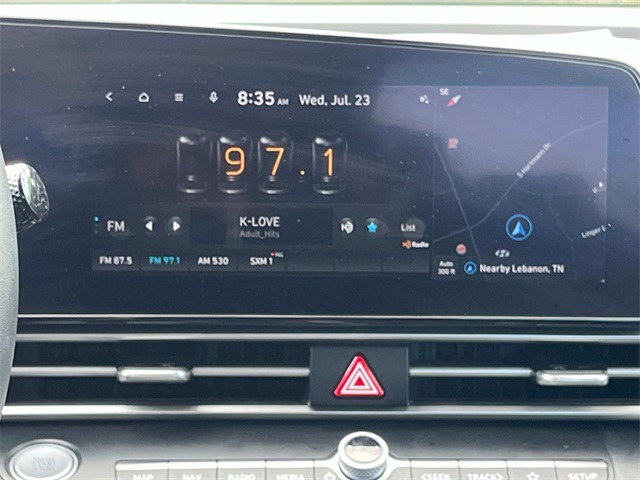 8:35 AM Wed, Jul. 23
SE
97.1
S Hartmann Dr
FM
K-LOVE
Adult_Hits
List
HD Radio
FM 87.5 FM 97.1 AM 530 SXM 1
Auto
300 ft
Nearby Lebanon, TN
MAP NAV RADIO MEDIA <SEEK TRACK> SETUP